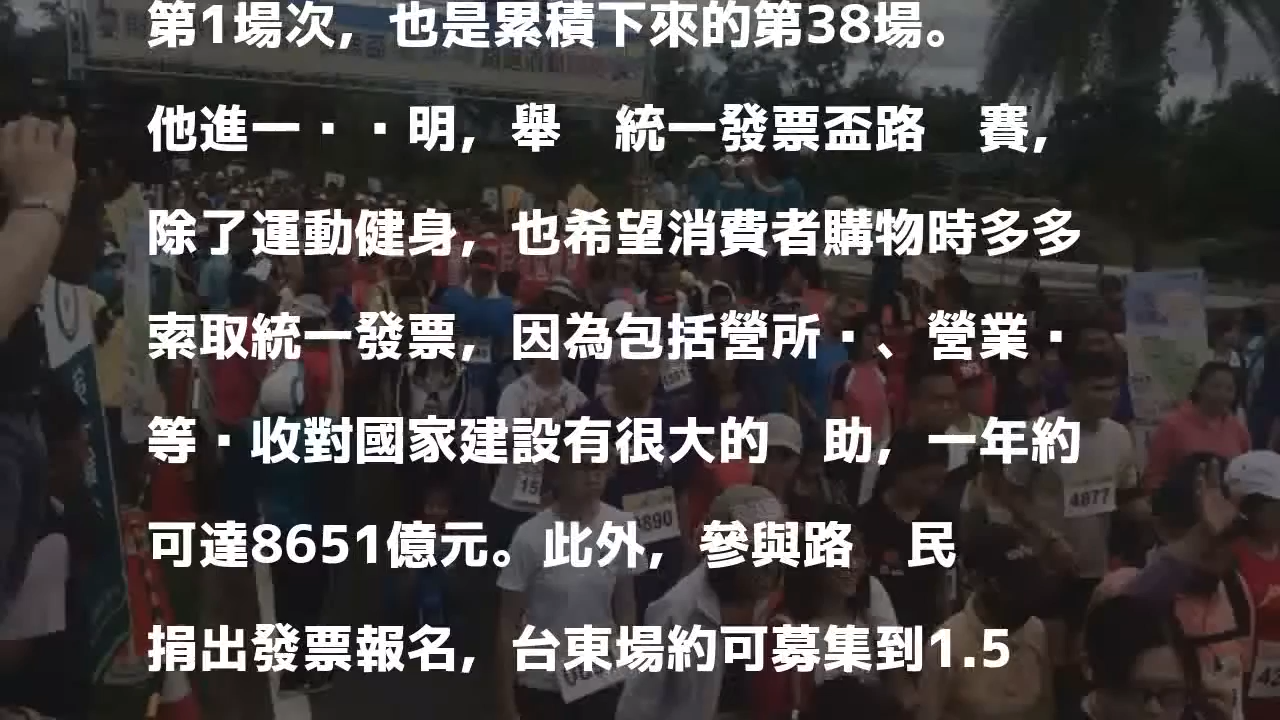 第1場次, 也是累積下來的第38場。
他進一・・明, 舉　統一發票盃路　賽,
除了運動健身, 也希望消費者購物時多多
索取統一發票, 因為包括營所・、營業・
等・收對國家建設有很大的　助, 一年約
可達8651億元。此外, 參與路　民
捐出發票報名, 台東場約可募集到1.5
4877